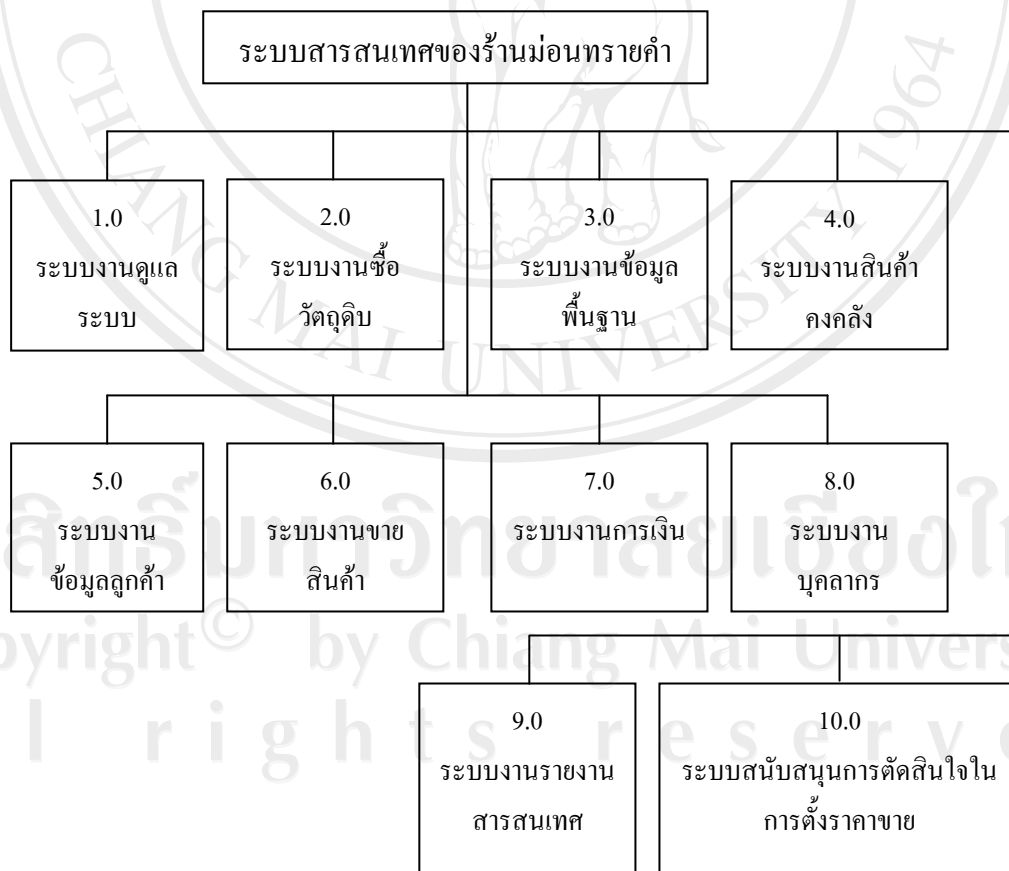 ระบบสารสนเทศของร้านม่อนทรายคำ
1.0
ระบบงานดูแล
ระบบ
2.0
ระบบงานซื้อ
วัตถุดิบ
3.0
ระบบงานข้อมูล
พื้นฐาน
4.0
ระบบงานสินค้า
คงคลัง
5.0
ระบบงาน
ข้อมูลลูกค้า
6.0
ระบบงานขาย
สินค้า
7.0
ระบบงานการเงิน
8.0
ระบบงาน
บุคลากร
9.0
ระบบงานรายงาน
สารสนเทศ
10.0
ระบบสนับสนุนการตัดสินใจใน
การตั้งราคาขาย
CHIANG MAI UNIVERSITY 1964
by Chiang Mai
rights